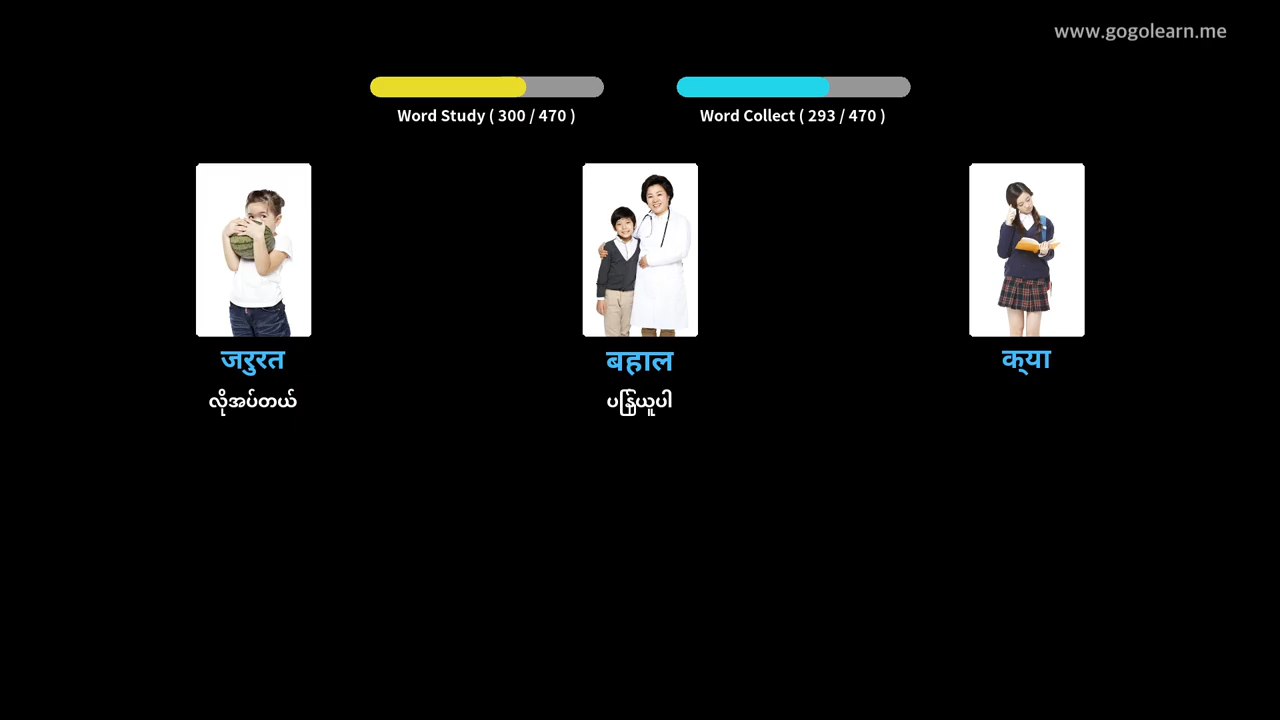 www.gogolearn.me
Word Study ( 300 / 470 )
Word Collect ( 293 / 470 )
जरुरत
बहाल
क्या
လိုအပ်တယ်
ပြန်ယူပါ